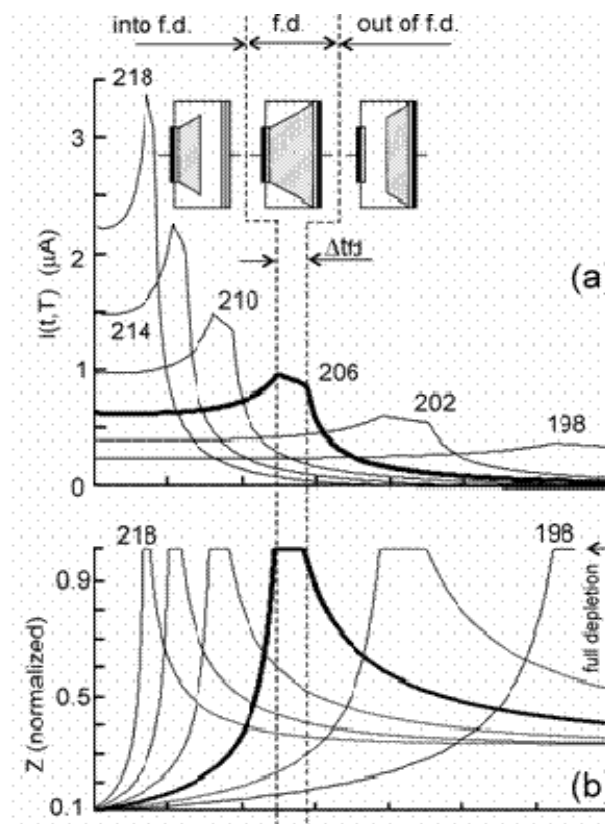 into f.d. f.d. out of f.d.
218
3
2
I(t,T) (μA)
Δtfd
(a)
210
214
1
206
202
198
0
218
198
0.9
full depletion
Z (normalized)
0.5
0.1
(b)